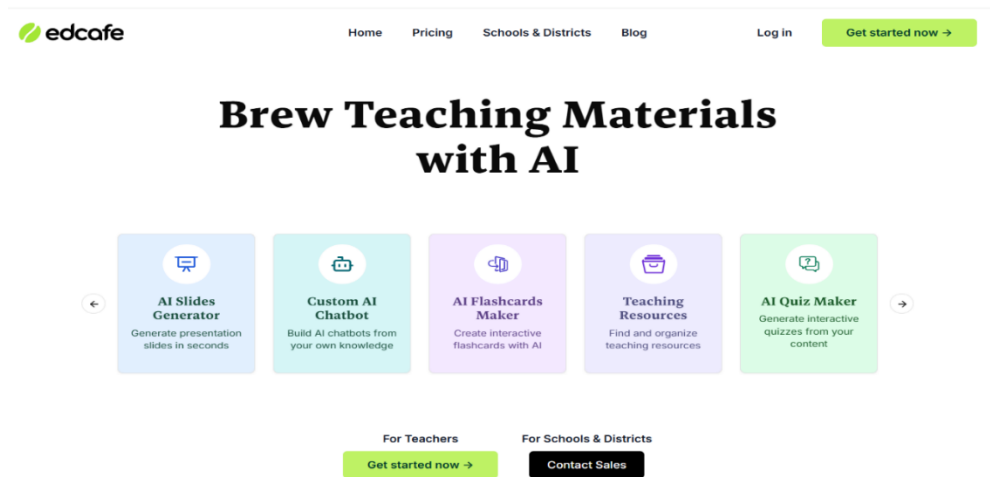 edcafe
Home Pricing Schools & Districts Blog Log in Get started now →
Brew Teaching Materials
with AI
AI Slides
Generator
Generate presentation
slides in seconds
Custom AI
Chatbot
Build AI chatbots from
your own knowledge
AI Flashcards
Maker
Create interactive
flashcards with AI
Teaching
Resources
Find and organize
teaching resources
AI Quiz Maker
Generate interactive
quizzes from your
content
For Teachers
Get started now →
For Schools & Districts
Contact Sales